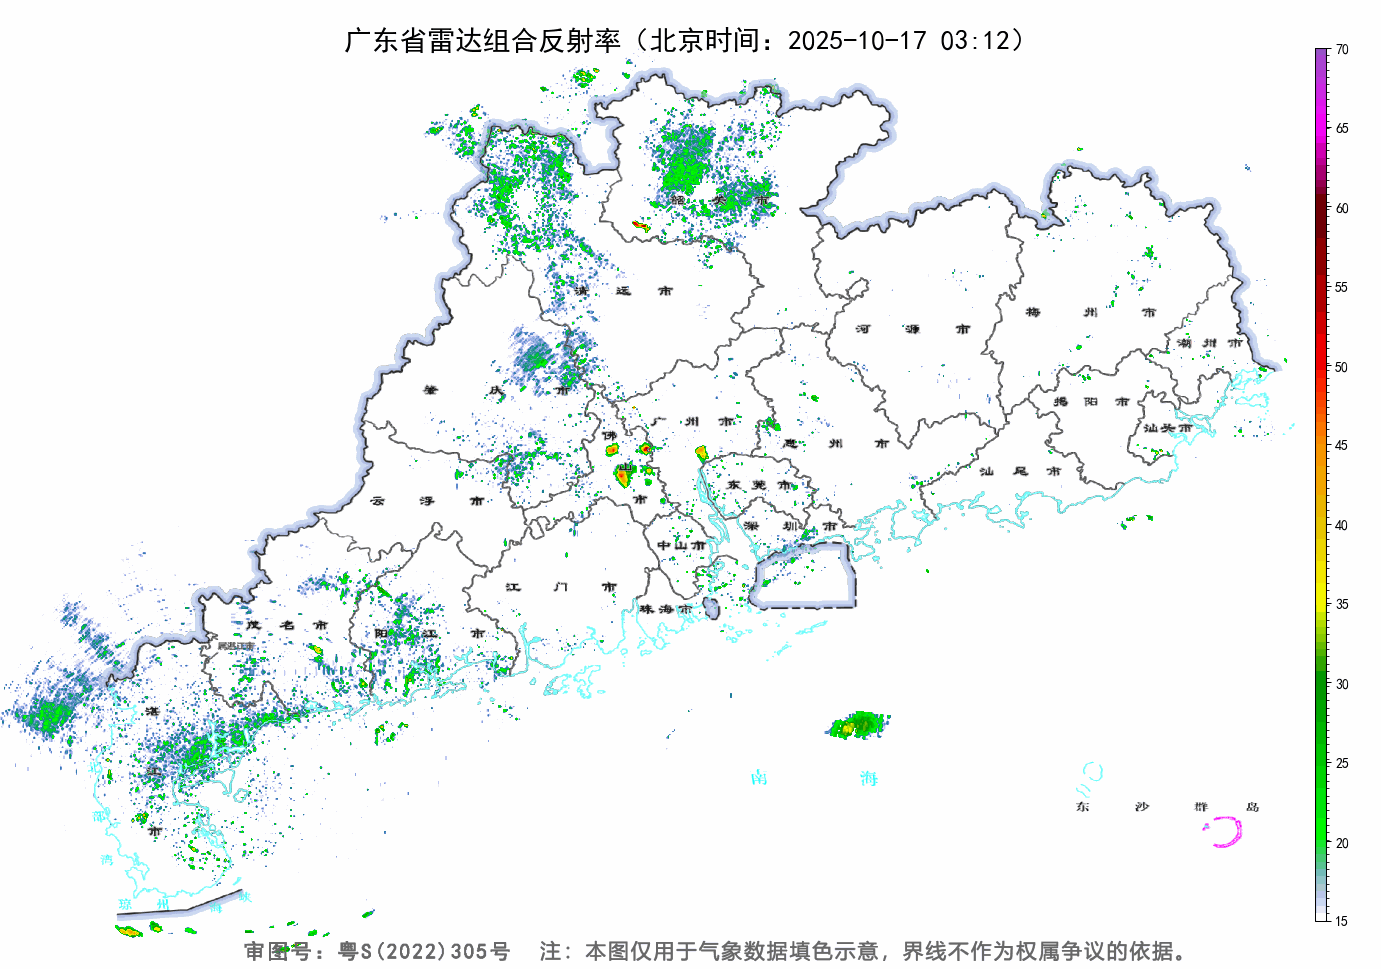 广东省雷达组合反射率（北京时间：2025-10-17 03:12）
70
65
60
55
50
45
40
35
30
25
20
15
韶 关 市
清 远 市
河 源 市
梅 州 市
潮 州 市
肇 庆 市
广 州 市
佛 山 市
惠 州 市
揭 阳 市
汕头市
汕 尾 市
云 浮 市
东 莞 市
深 圳 市
中山市
江 门 市
珠海市
茂 名 市
阳 江 市
湛 江 市
南 海
东 沙 群 岛
琼 州 海 峡
审图号：粤S(2022)305号 注：本图仅用于气象数据填色示意，界线不作为权属争议的依据。